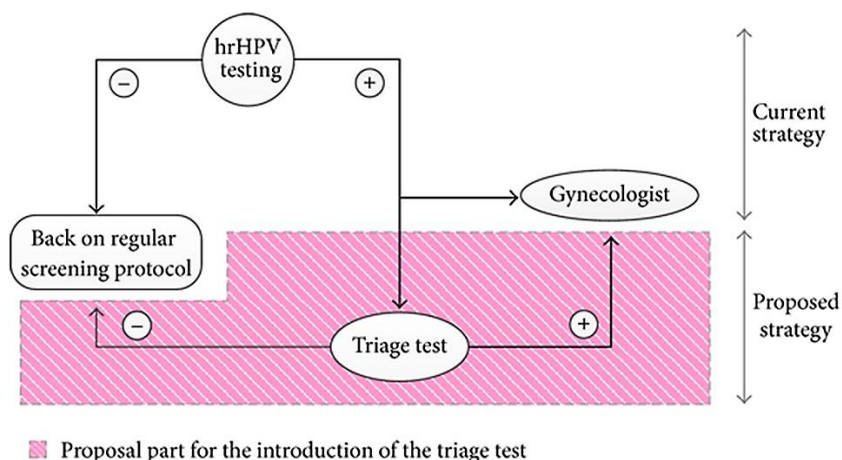 hrHPV
testing
−
+
Current
strategy
Gynecologist
Back on regular
screening protocol
Proposed
strategy
−
+
Triage test
Proposal part for the introduction of the triage test